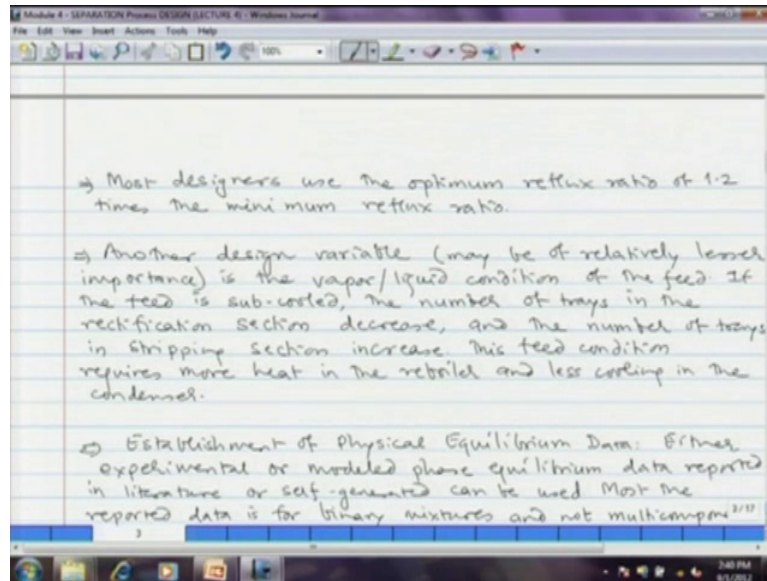 Module 4 - SEPARATION Process DESIGN (LECTURE 4) - Windows Journal
File Edit View Insert Actions Tools Help
100%
⇒ Most designers use the optimum reflux ratio of 1.2
times the minimum reflux ratio.
⇒ Another design variable (may be of relatively lesser
importance) is the vapor/liquid condition of the feed. If
the feed is sub-cooled, the number of trays in the
rectification section decrease, and the number of trays
in stripping section increase. This feed condition
requires more heat in the reboiler and less cooling in the
condenser.
⇒ Establishment of Physical Equilibrium Data: Either
experimental or modeled phase equilibrium data reported
in literature or self-generated can be used Most the
reported data is for binary mixtures and not multicompon
2/17
3
2:40 PM
8/1/2012